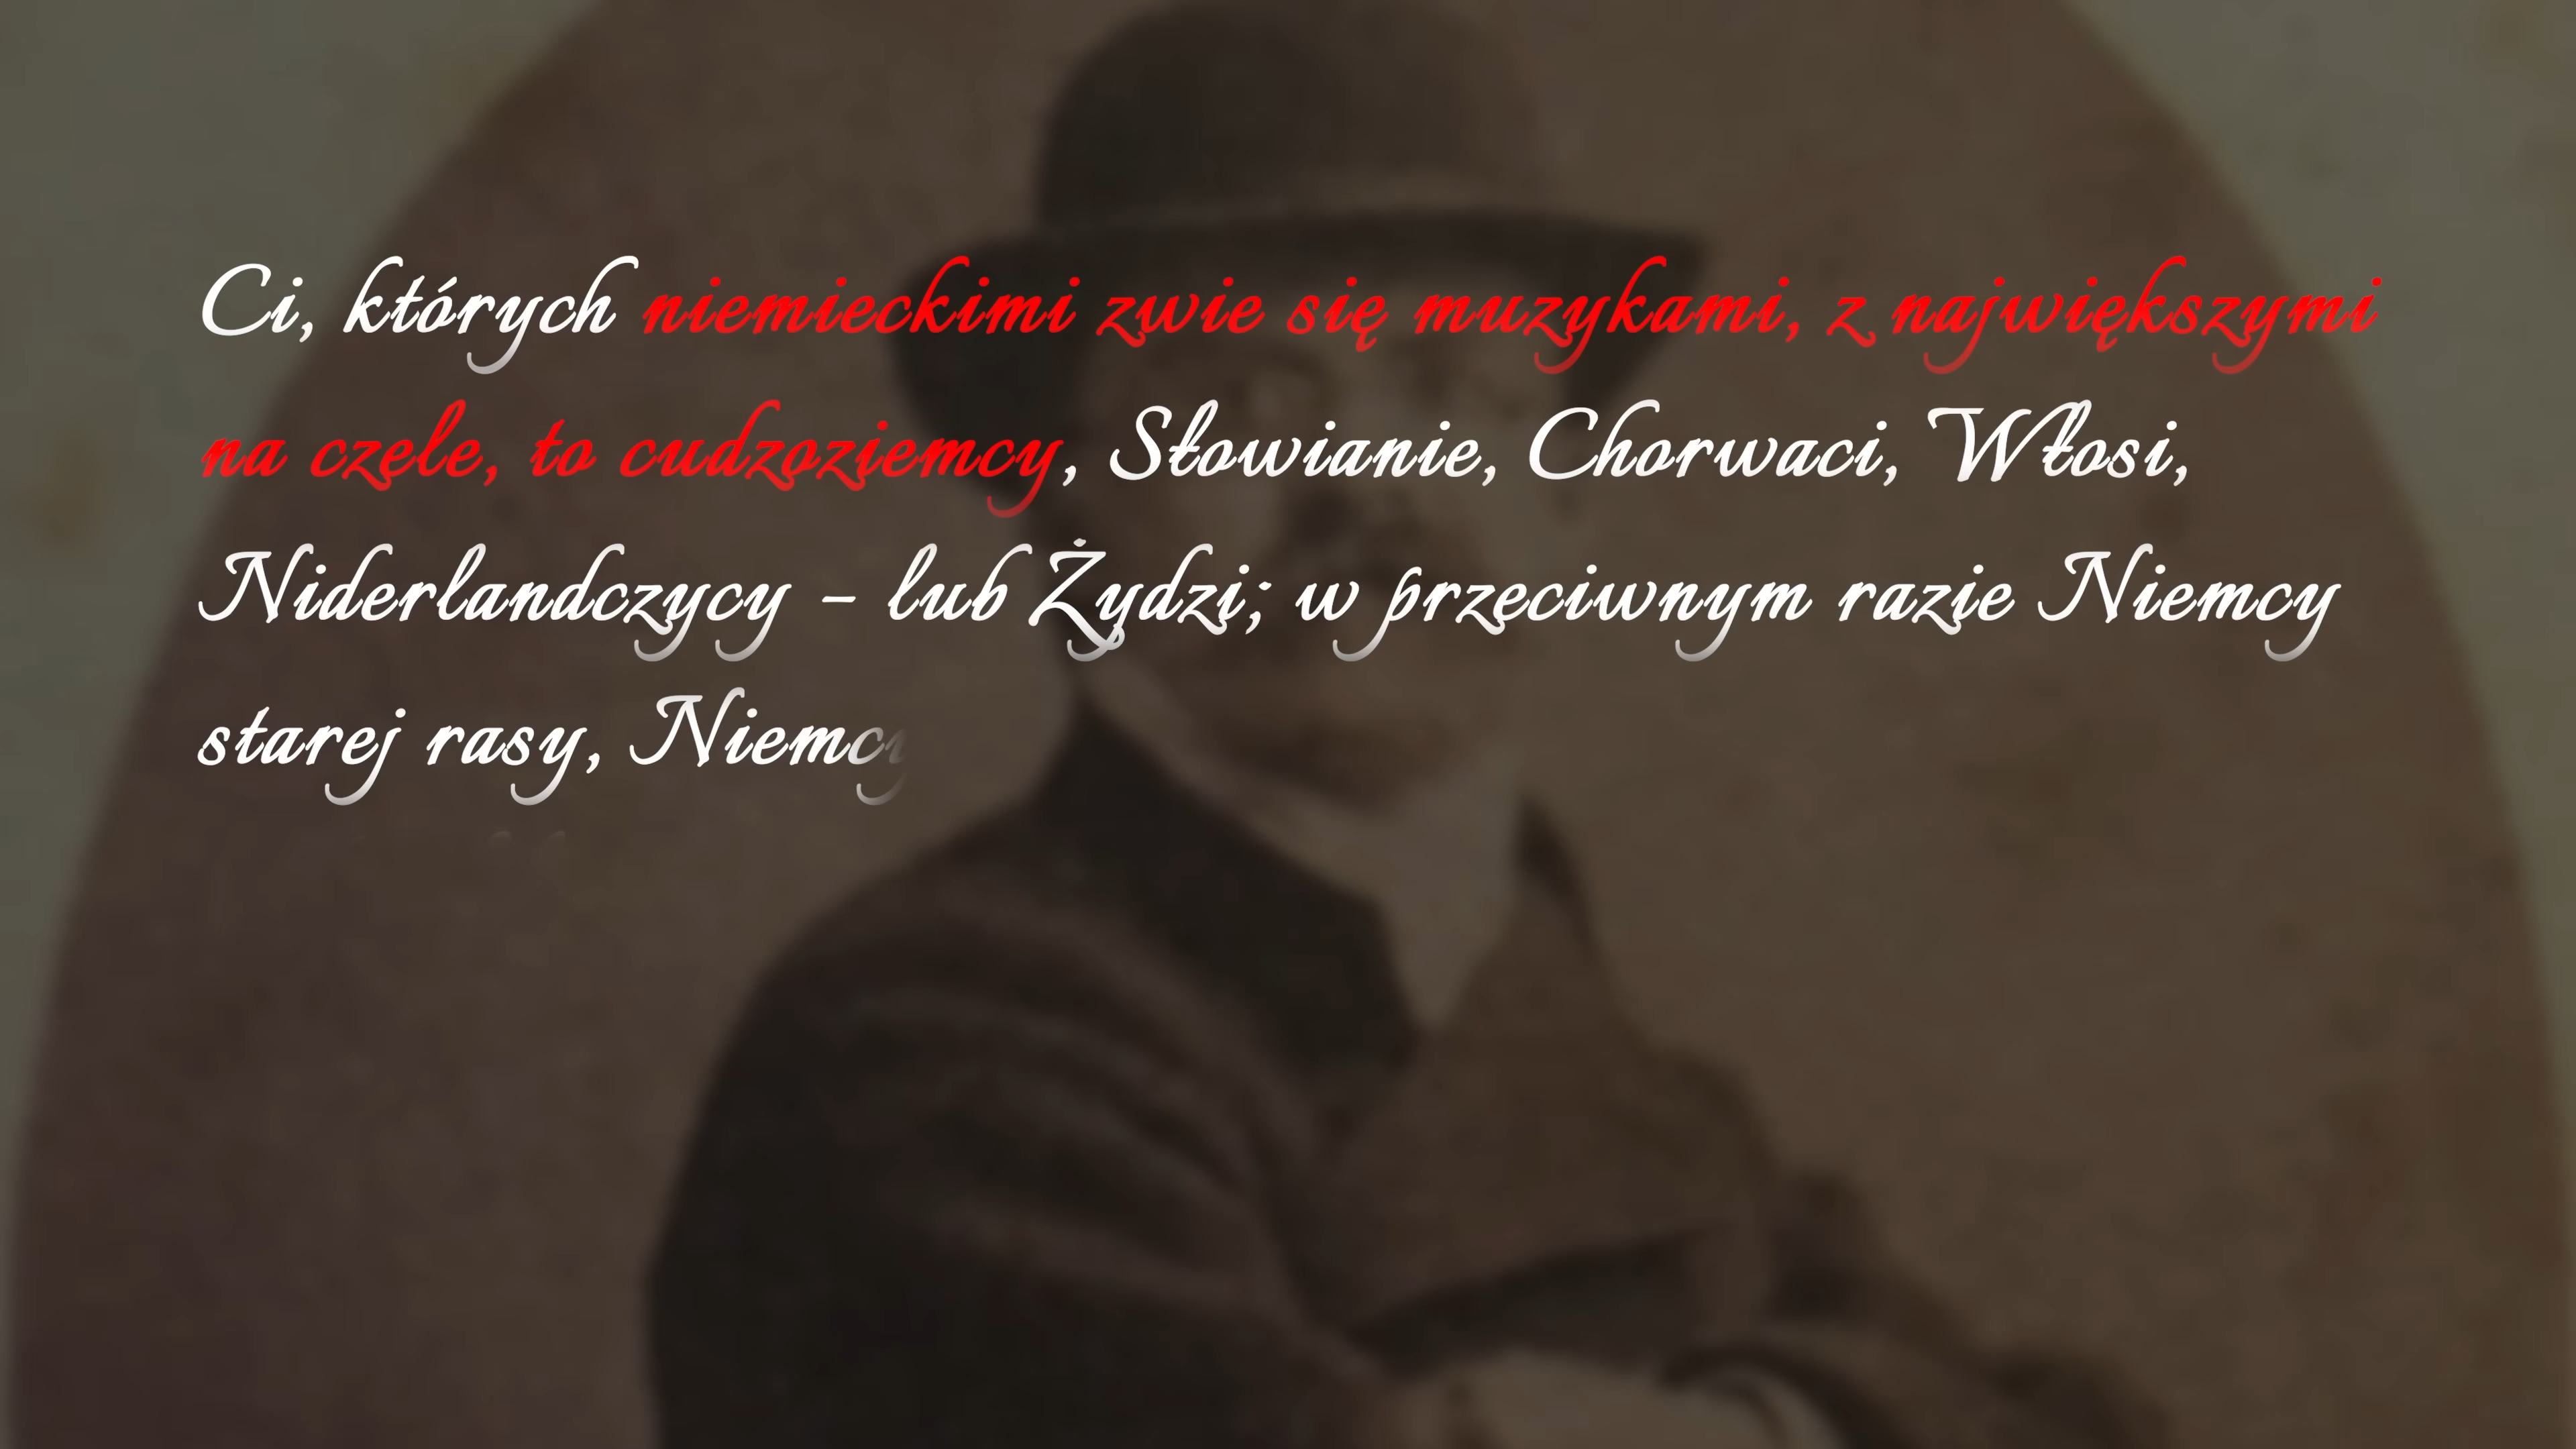 Ci, których niemieckimi zwie się muzykami, z największymi
na czele, to cudzoziemcy, Słowianie, Chorwaci, Włosi,
Niderlandczycy – lub Żydzi; w przeciwnym razie Niemcy
starej rasy, Niemcy